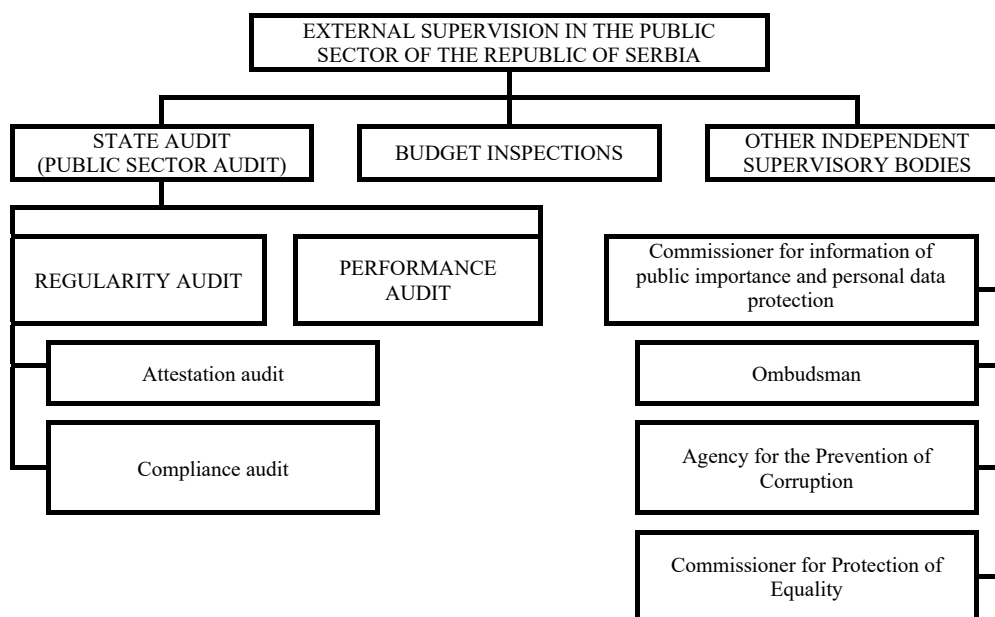 EXTERNAL SUPERVISION IN THE PUBLIC
SECTOR OF THE REPUBLIC OF SERBIA
STATE AUDIT
(PUBLIC SECTOR AUDIT)
BUDGET INSPECTIONS
OTHER INDEPENDENT
SUPERVISORY BODIES
REGULARITY AUDIT
PERFORMANCE
AUDIT
Attestation audit
Compliance audit
Commissioner for information of
public importance and personal data
protection
Ombudsman
Agency for the Prevention of
Corruption
Commissioner for Protection of
Equality